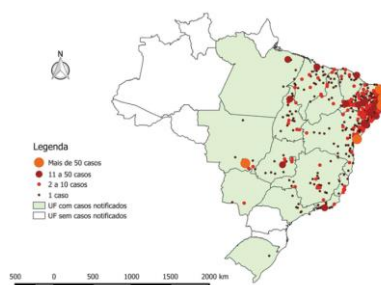 N
Legenda
Mais de 50 casos
11 a 50 casos
2 a 10 casos
1 caso
UF com casos notificados
UF sem casos notificados
500 0 500 1000 1500 2000 km